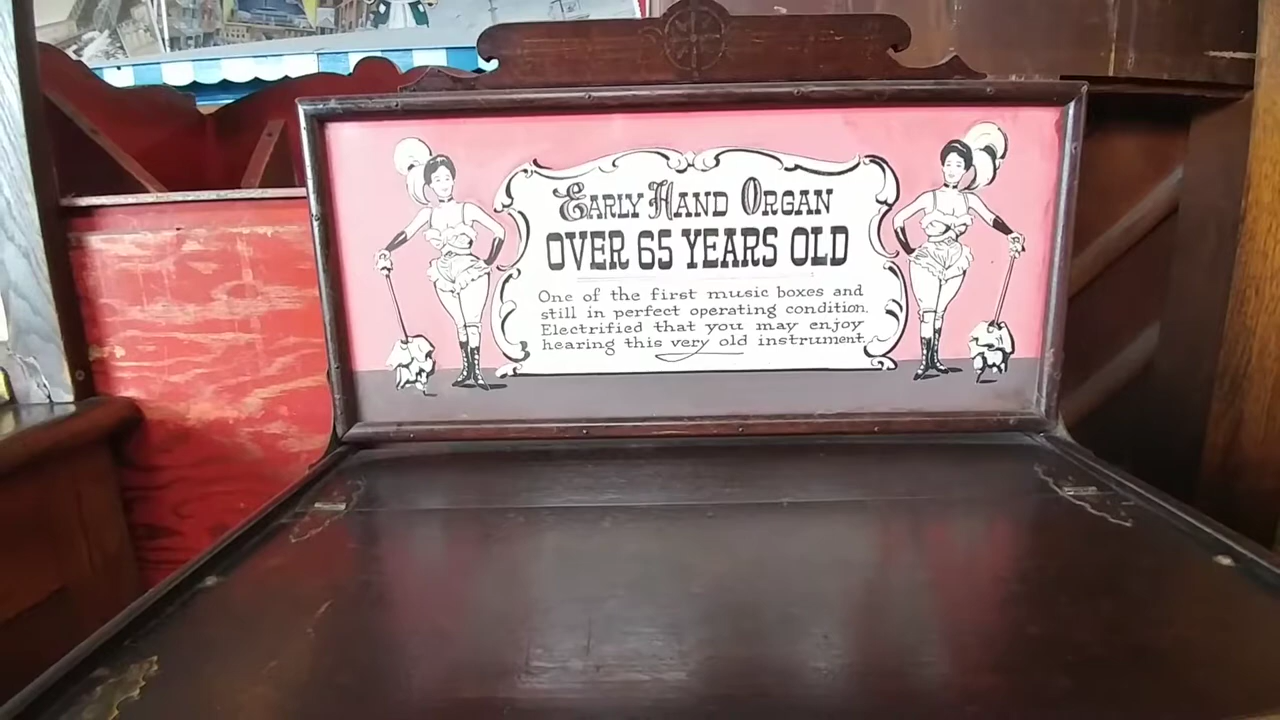 Early Hand Organ
OVER 65 YEARS OLD
One of the first music boxes and
still in perfect operating condition.
Electrified that you may enjoy
hearing this very old instrument.